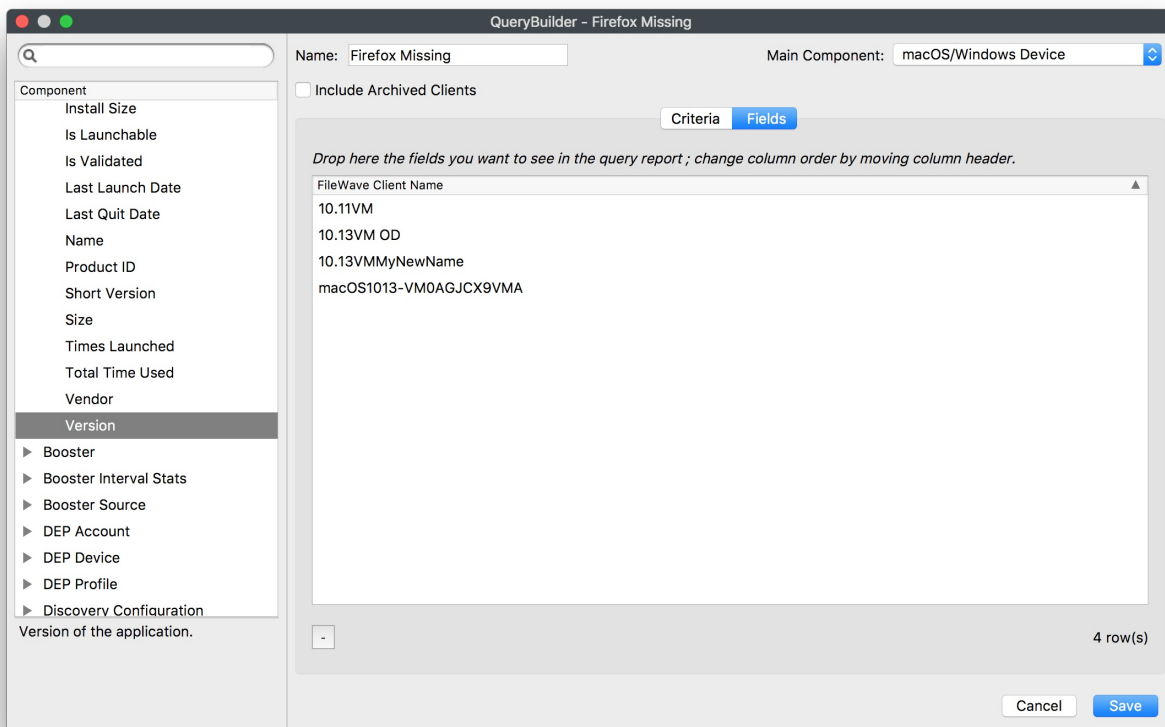 QueryBuilder - Firefox Missing
Name: Firefox Missing
Main Component: macOS/Windows Device
Include Archived Clients
Component
Install Size
Is Launchable
Is Validated
Last Launch Date
Last Quit Date
Name
Product ID
Short Version
Size
Times Launched
Total Time Used
Vendor
Version
Booster
Booster Interval Stats
Booster Source
DEP Account
DEP Device
DEP Profile
Discovery Configuration
Version of the application.
Criteria
Fields
Drop here the fields you want to see in the query report ; change column order by moving column header.
FileWave Client Name
10.11VM
10.13VM OD
10.13VMMyNewName
macOS1013-VM0AGJCX9VMA
-
4 row(s)
Cancel
Save